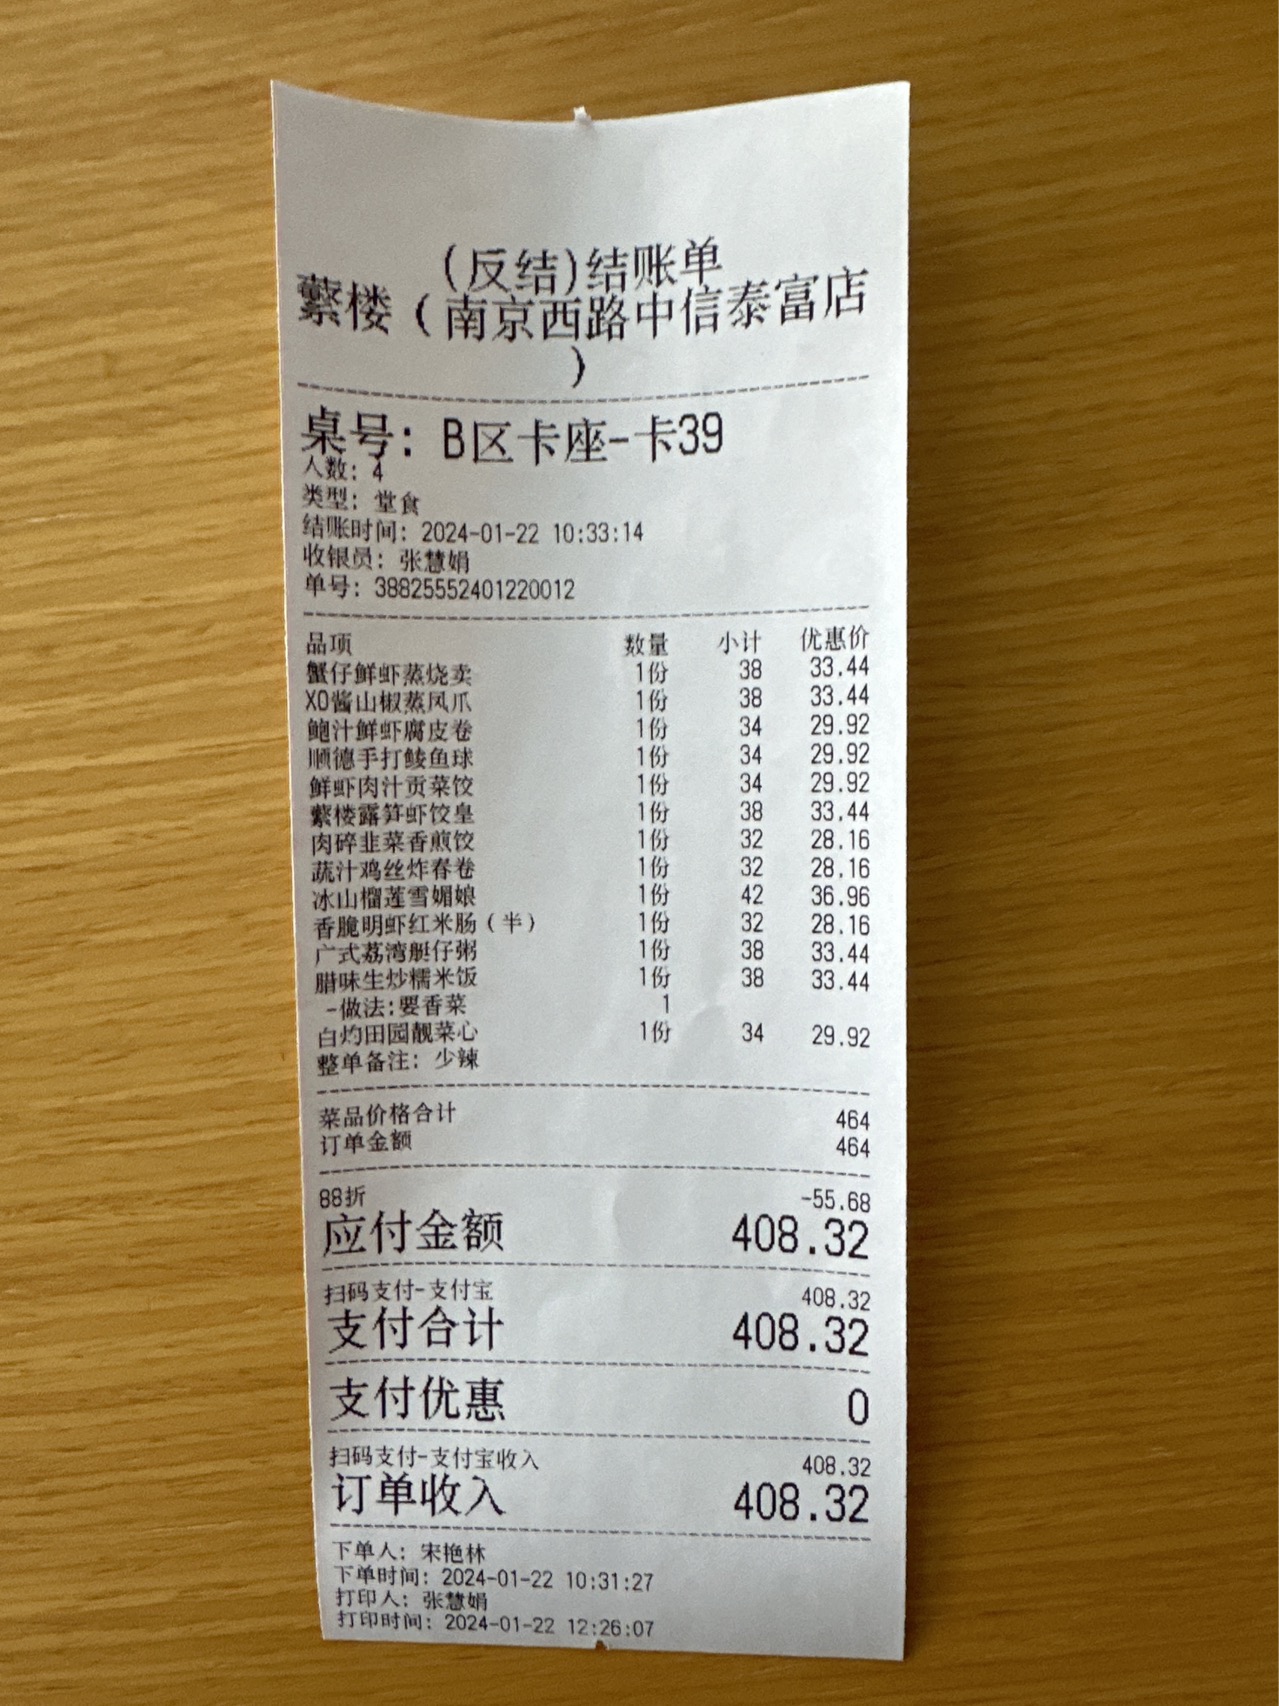 (反结)结账单
蘩楼（南京西路中信泰富店
）
桌号: B区卡座-卡39
人数: 4
类型: 堂食
结账时间: 2024-01-22 10:33:14
收银员: 张慧娟
单号: 38825552401220012
品项 数量 小计 优惠价
蟹仔鲜虾蒸烧卖 1份 38 33.44
XO酱山椒蒸凤爪 1份 38 33.44
鲍汁鲜虾腐皮卷 1份 34 29.92
顺德手打鲮鱼球 1份 34 29.92
鲜虾肉汁贡菜饺 1份 34 29.92
蘩楼露笋虾饺皇 1份 38 33.44
肉碎韭菜香煎饺 1份 32 28.16
蔬汁鸡丝炸春卷 1份 32 28.16
冰山榴莲雪媚娘 1份 42 36.96
香脆明虾红米肠（半） 1份 32 28.16
广式荔湾艇仔粥 1份 38 33.44
腊味生炒糯米饭 1份 38 33.44
-做法:要香菜 1
白灼田园靓菜心 1份 34 29.92
整单备注: 少辣
菜品价格合计 464
订单金额 464
88折 -55.68
应付金额 408.32
扫码支付-支付宝 408.32
支付合计 408.32
支付优惠 0
扫码支付-支付宝收入 408.32
订单收入 408.32
下单人: 宋艳林
下单时间: 2024-01-22 10:31:27
打印人: 张慧娟
打印时间: 2024-01-22 12:26:07